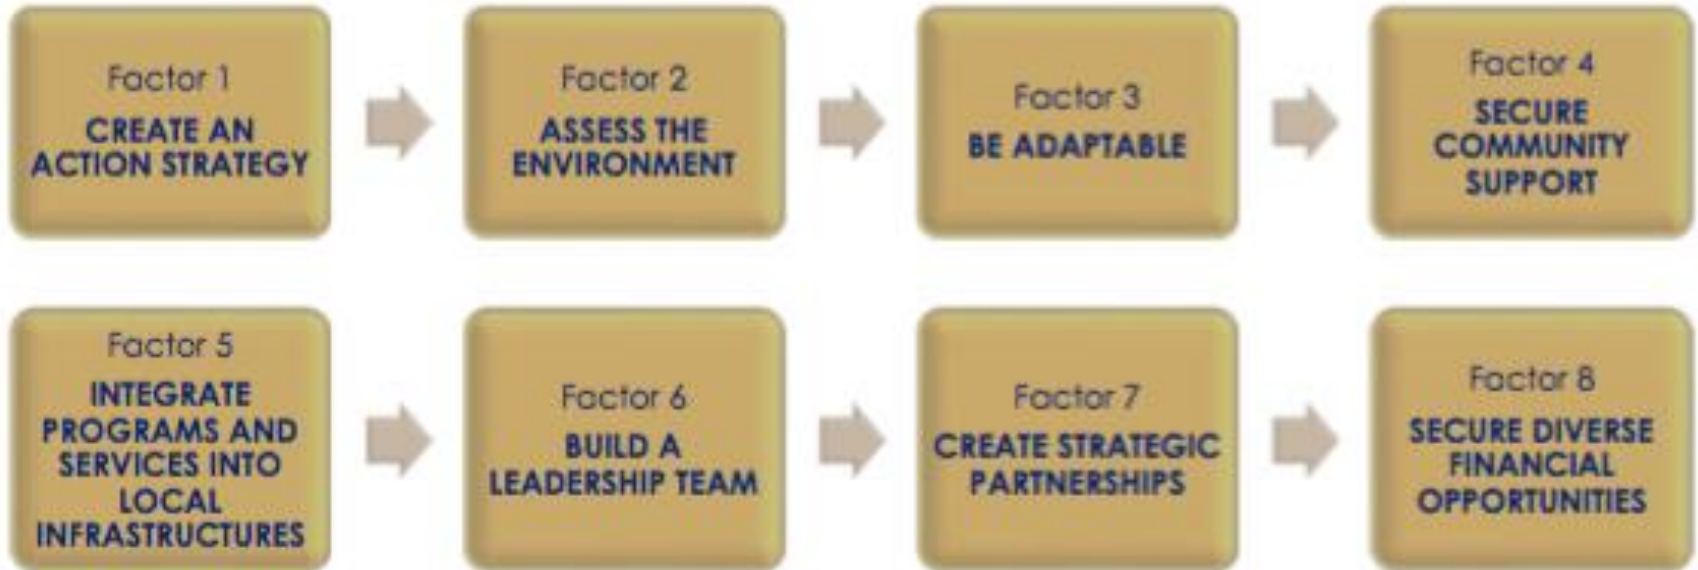 Factor 1
CREATE AN
ACTION STRATEGY
Factor 2
ASSESS THE
ENVIRONMENT
Factor 3
BE ADAPTABLE
Factor 4
SECURE
COMMUNITY
SUPPORT
Factor 5
INTEGRATE
PROGRAMS AND
SERVICES INTO
LOCAL
INFRASTRUCTURES
Factor 6
BUILD A
LEADERSHIP TEAM
Factor 7
CREATE STRATEGIC
PARTNERSHIPS
Factor 8
SECURE DIVERSE
FINANCIAL
OPPORTUNITIES